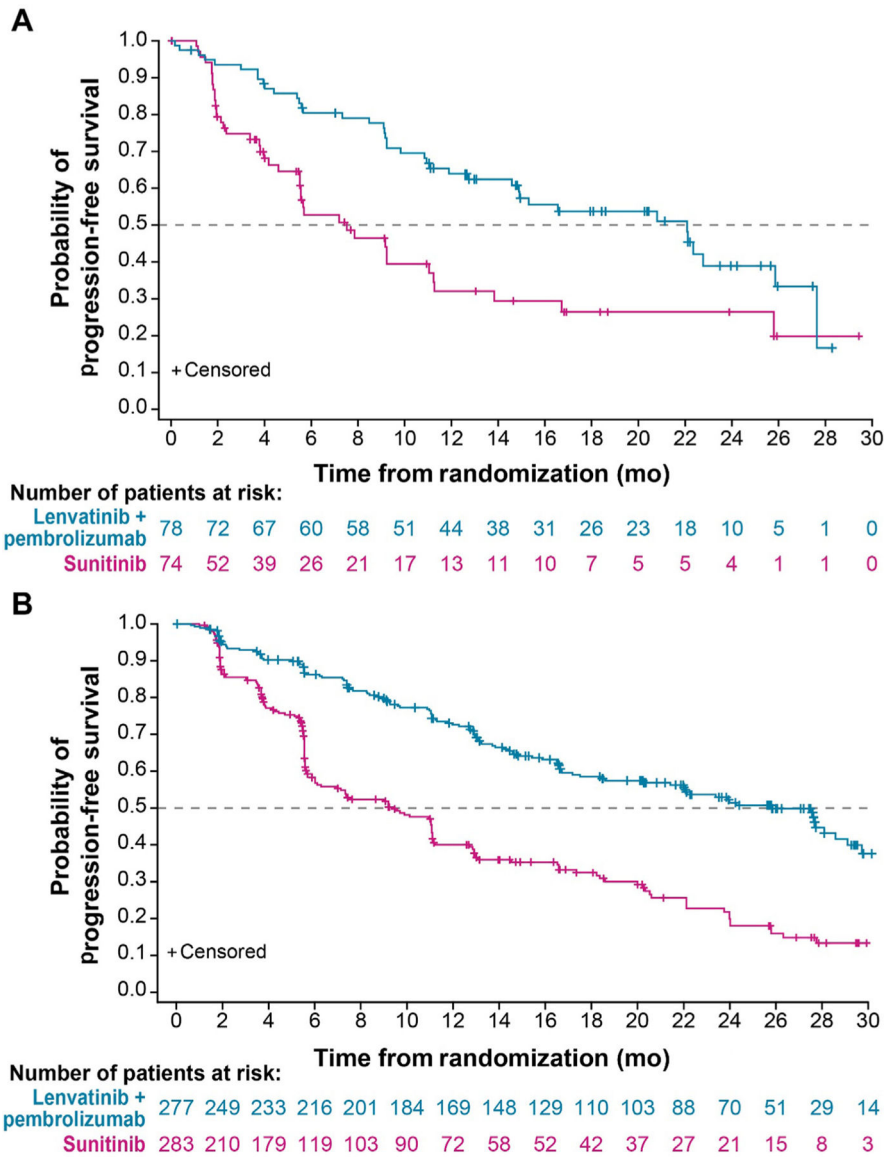 A
Probability of
progression-free survival
1.0
0.9
0.8
0.7
0.6
0.5
0.4
0.3
0.2
0.1
0.0
+ Censored
0 2 4 6 8 10 12 14 16 18 20 22 24 26 28 30
Time from randomization (mo)
Number of patients at risk:
Lenvatinib +
pembrolizumab 78 72 67 60 58 51 44 38 31 26 23 18 10 5 1 0
Sunitinib 74 52 39 26 21 17 13 11 10 7 5 5 4 1 1 0
B
Probability of
progression-free survival
1.0
0.9
0.8
0.7
0.6
0.5
0.4
0.3
0.2
0.1
0.0
+ Censored
0 2 4 6 8 10 12 14 16 18 20 22 24 26 28 30
Time from randomization (mo)
Number of patients at risk:
Lenvatinib +
pembrolizumab 277 249 233 216 201 184 169 148 129 110 103 88 70 51 29 14
Sunitinib 283 210 179 119 103 90 72 58 52 42 37 27 21 15 8 3